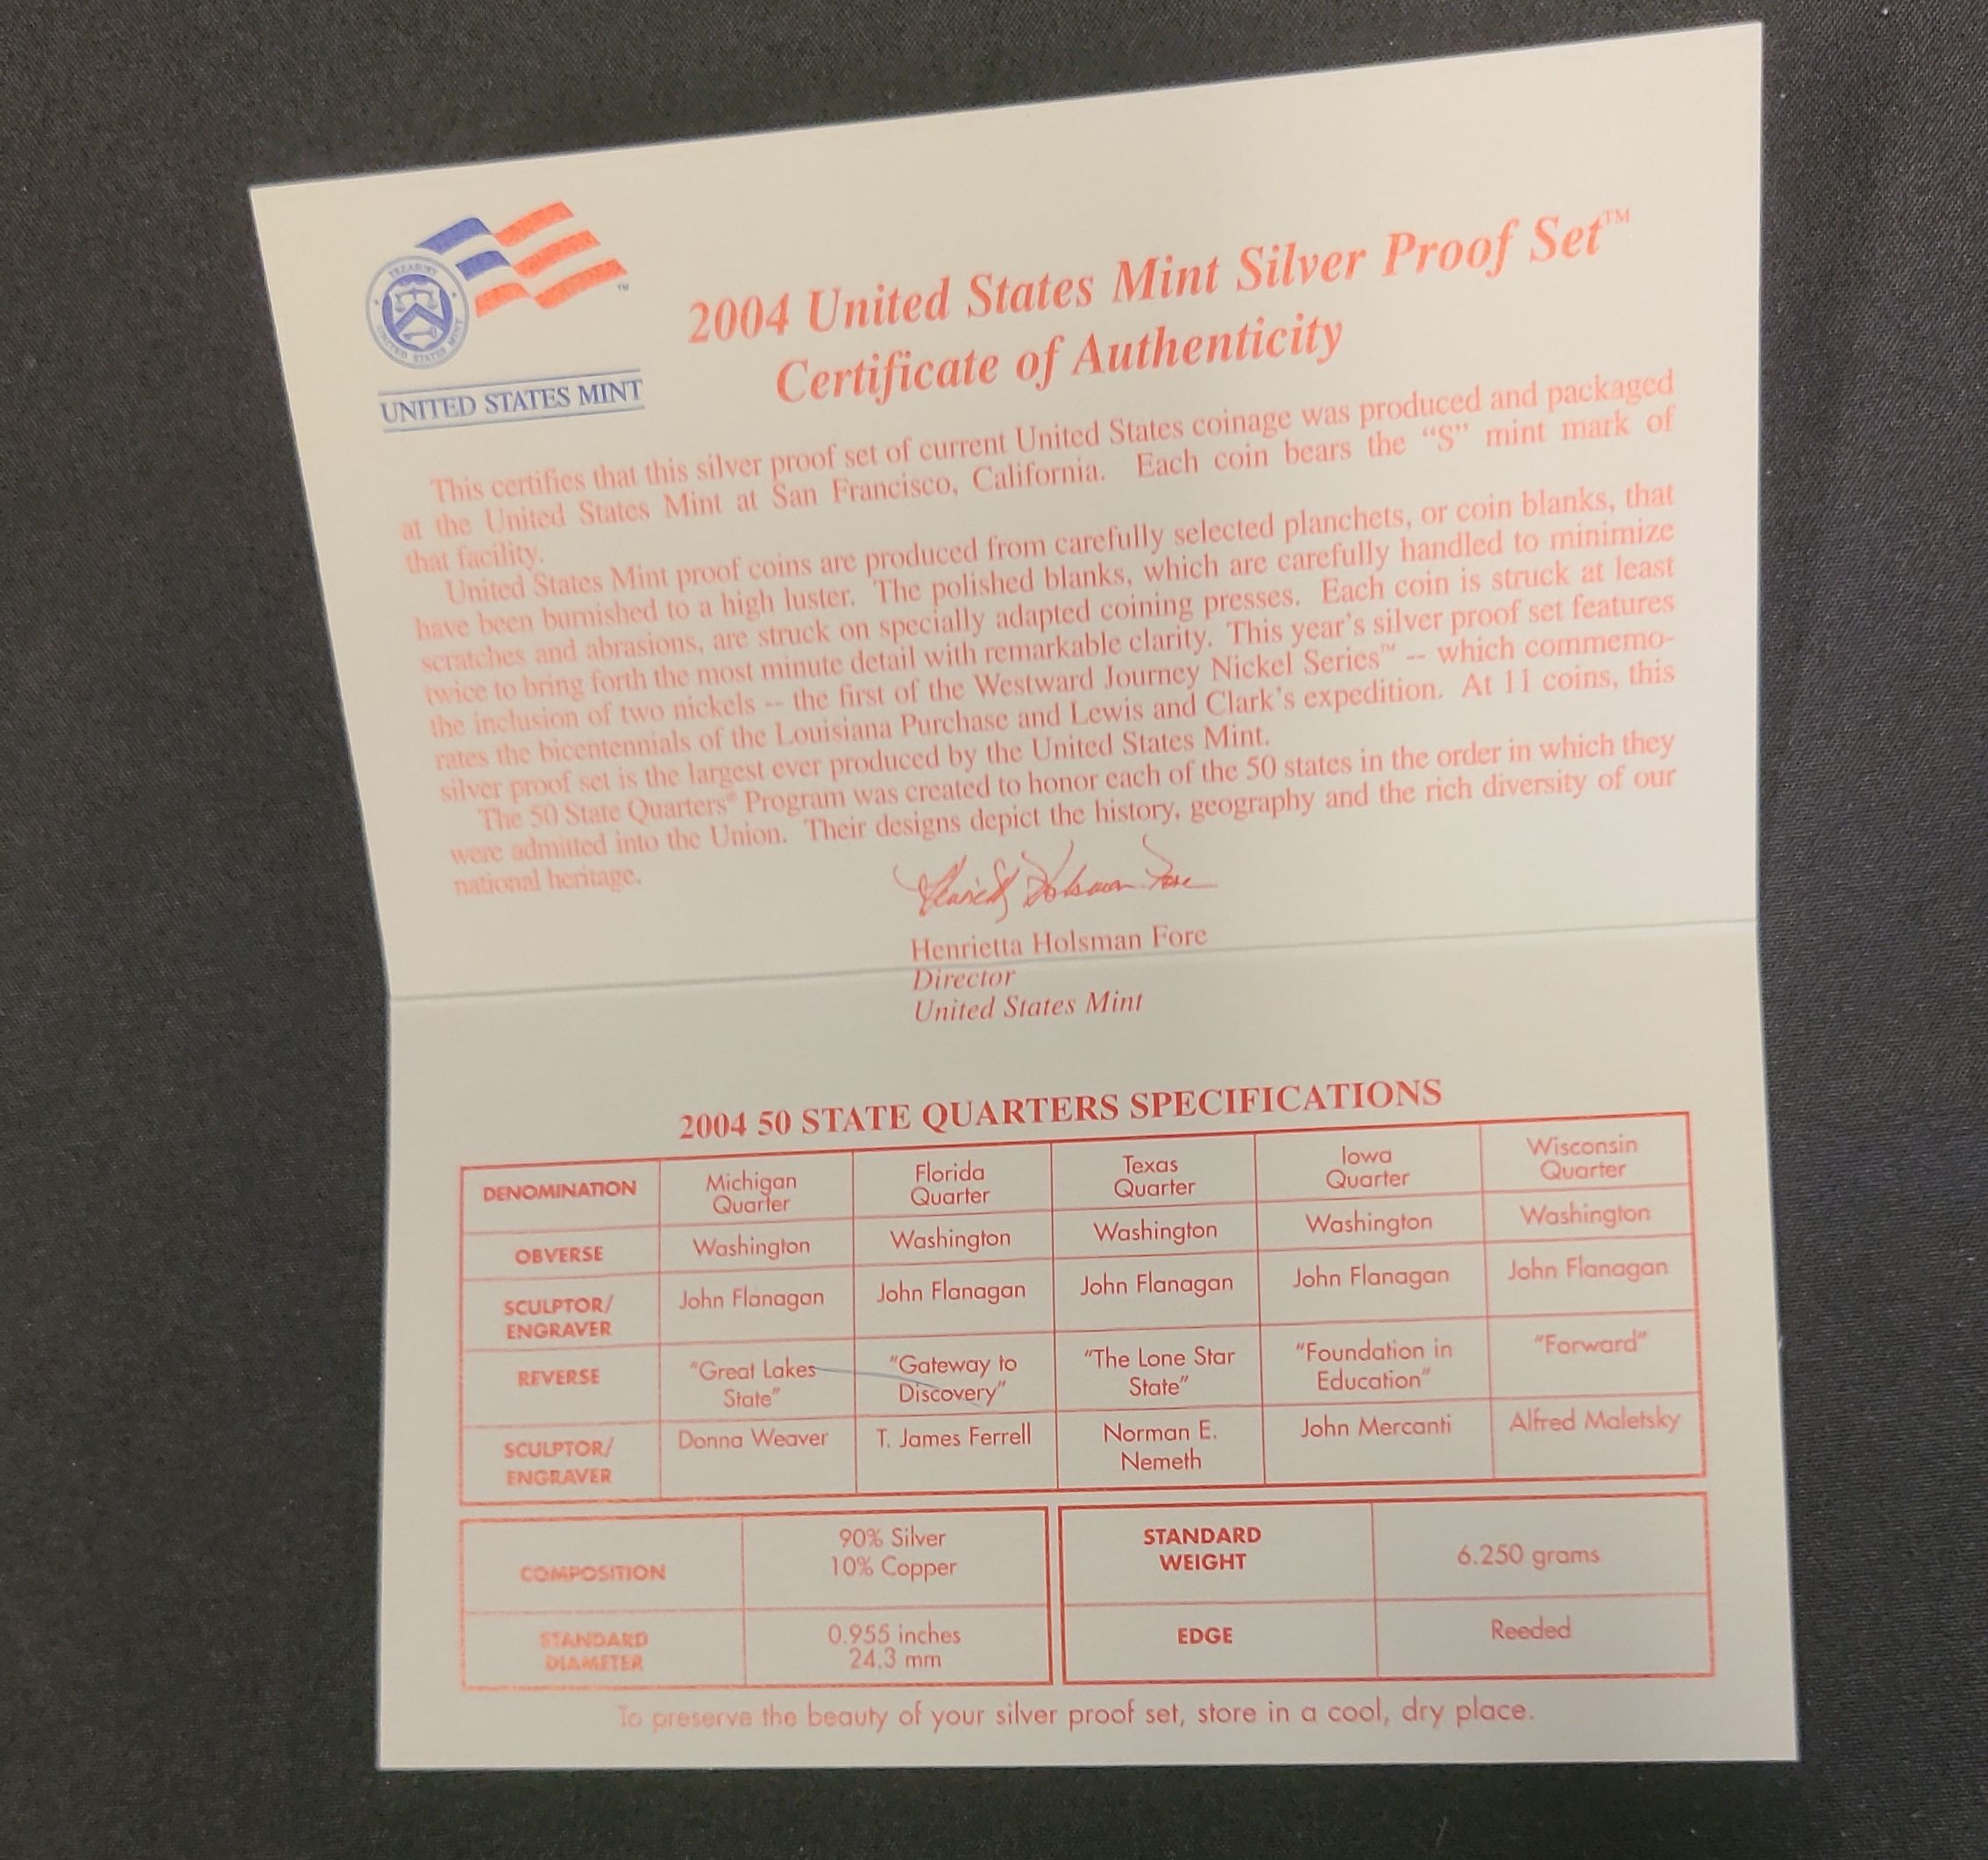 TREASURY
UNITED STATES MINT
TM
UNITED STATES MINT
2004 United States Mint Silver Proof Set™
Certificate of Authenticity
This certifies that this silver proof set of current United States coinage was produced and packaged
at the United States Mint at San Francisco, California. Each coin bears the “S” mint mark of
that facility.
United States Mint proof coins are produced from carefully selected planchets, or coin blanks, that
have been burnished to a high luster. The polished blanks, which are carefully handled to minimize
scratches and abrasions, are struck on specially adapted coining presses. Each coin is struck at least
twice to bring forth the most minute detail with remarkable clarity. This year’s silver proof set features
the inclusion of two nickels -- the first of the Westward Journey Nickel Series™ -- which commemo-
rates the bicentennials of the Louisiana Purchase and Lewis and Clark’s expedition. At 11 coins, this
silver proof set is the largest ever produced by the United States Mint.
The 50 State Quarters® Program was created to honor each of the 50 states in the order in which they
were admitted into the Union. Their designs depict the history, geography and the rich diversity of our
national heritage.
Henrietta Holsman Fore
Henrietta Holsman Fore
Director
United States Mint
2004 50 STATE QUARTERS SPECIFICATIONS
DENOMINATION Michigan Quarter Florida Quarter Texas Quarter Iowa Quarter Wisconsin Quarter
OBVERSE Washington Washington Washington Washington Washington
SCULPTOR/ ENGRAVER John Flanagan John Flanagan John Flanagan John Flanagan John Flanagan
REVERSE “Great Lakes State” “Gateway to Discovery” “The Lone Star State” “Foundation in Education” “Forward”
SCULPTOR/ ENGRAVER Donna Weaver T. James Ferrell Norman E. Nemeth John Mercanti Alfred Maletsky
COMPOSITION 90% Silver 10% Copper STANDARD WEIGHT 6.250 grams
STANDARD DIAMETER 0.955 inches 24.3 mm EDGE Reeded
To preserve the beauty of your silver proof set, store in a cool, dry place.